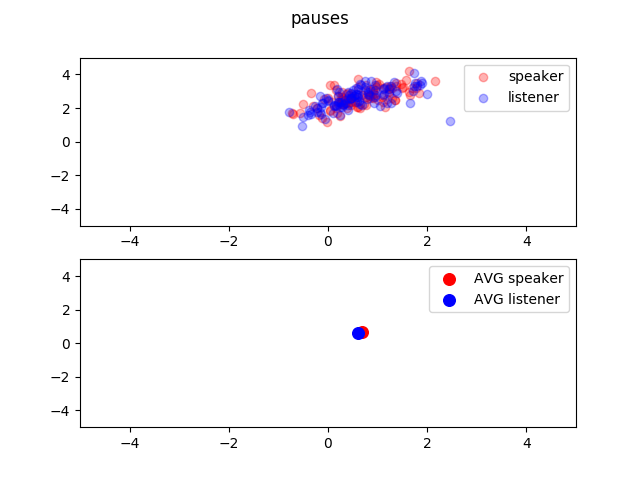 pauses
4
2
0
−2
−4
speaker
listener
−4 −2 0 2 4
4
2
0
−2
−4
AVG speaker
AVG listener
−4 −2 0 2 4